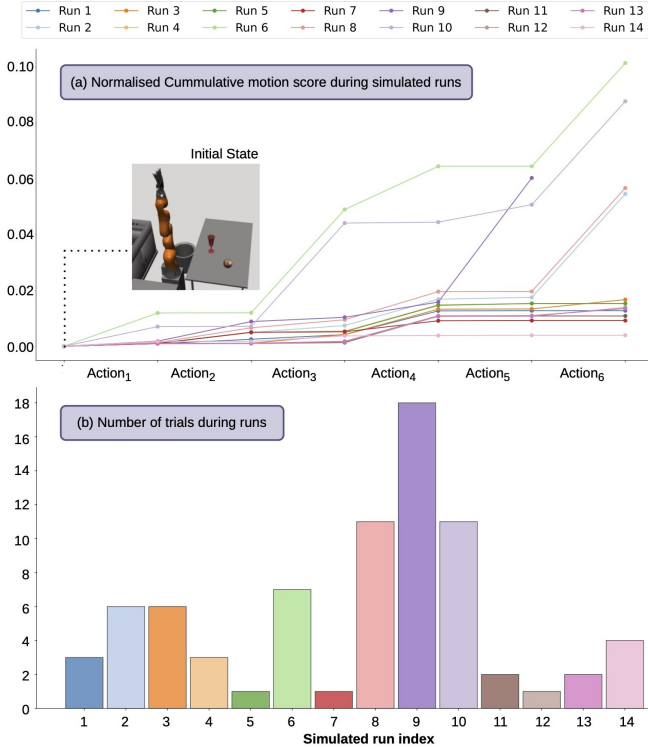 Run 1 Run 3 Run 5 Run 7 Run 9 Run 11 Run 13
Run 2 Run 4 Run 6 Run 8 Run 10 Run 12 Run 14
(a) Normalised Cummulative motion score during simulated runs
0.10
0.08
0.06
0.04
0.02
0.00
Initial State
Action1 Action2 Action3 Action4 Action5 Action6
(b) Number of trials during runs
18
16
14
12
10
8
6
4
2
0
1 2 3 4 5 6 7 8 9 10 11 12 13 14
Simulated run index